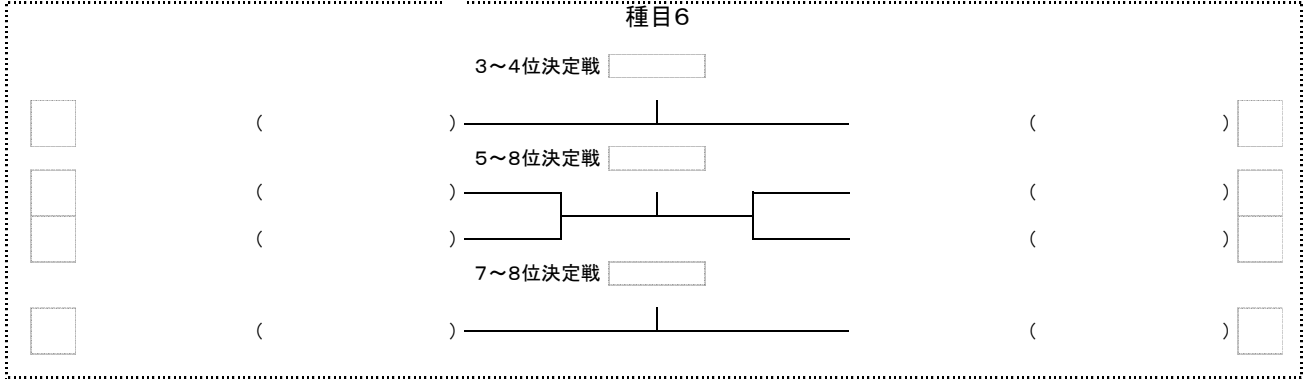 種目6
3～4位決定戦
（　　　） （　　　）
5～8位決定戦
（　　　） （　　　）
（　　　） （　　　）
7～8位決定戦
（　　　） （　　　）